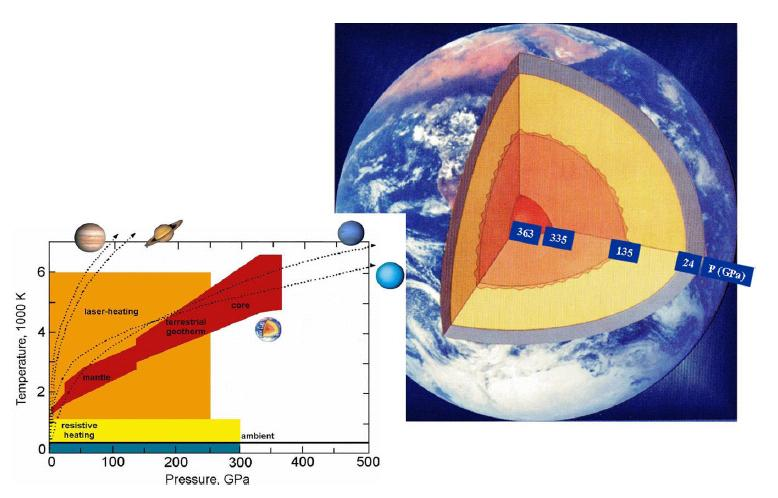 363
335
135
24
P (GPa)
6
4
2
0
Temperature, 1000 K
laser-heating
terrestrial
geotherm
core
mantle
resistive
heating
ambient
0
100
200
300
400
500
Pressure, GPa